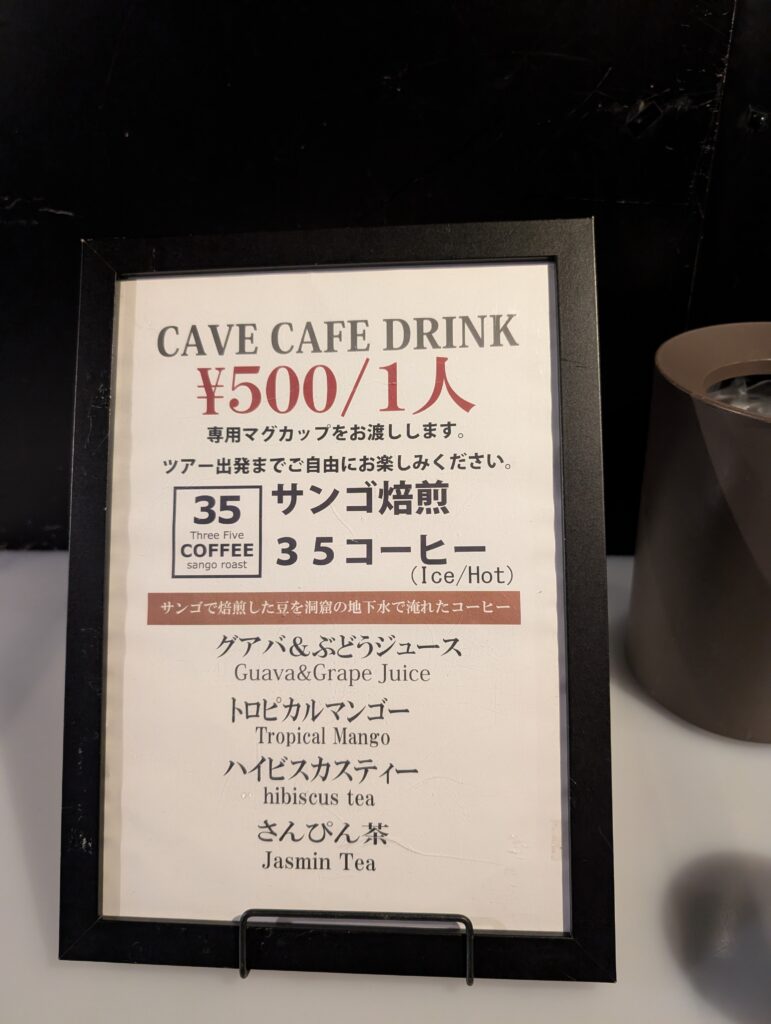 CAVE CAFE DRINK
¥500/1人
専用マグカップをお渡しします。
ツアー出発までご自由にお楽しみください。
35
Three Five
COFFEE
sango roast
サンゴ焙煎
35コーヒー
(Ice/Hot)
サンゴで焙煎した豆を洞窟の地下水で淹れたコーヒー
グアバ&ぶどうジュース
Guava&Grape Juice
トロピカルマンゴー
Tropical Mango
ハイビスカスティー
hibiscus tea
さんぴん茶
Jasmin Tea